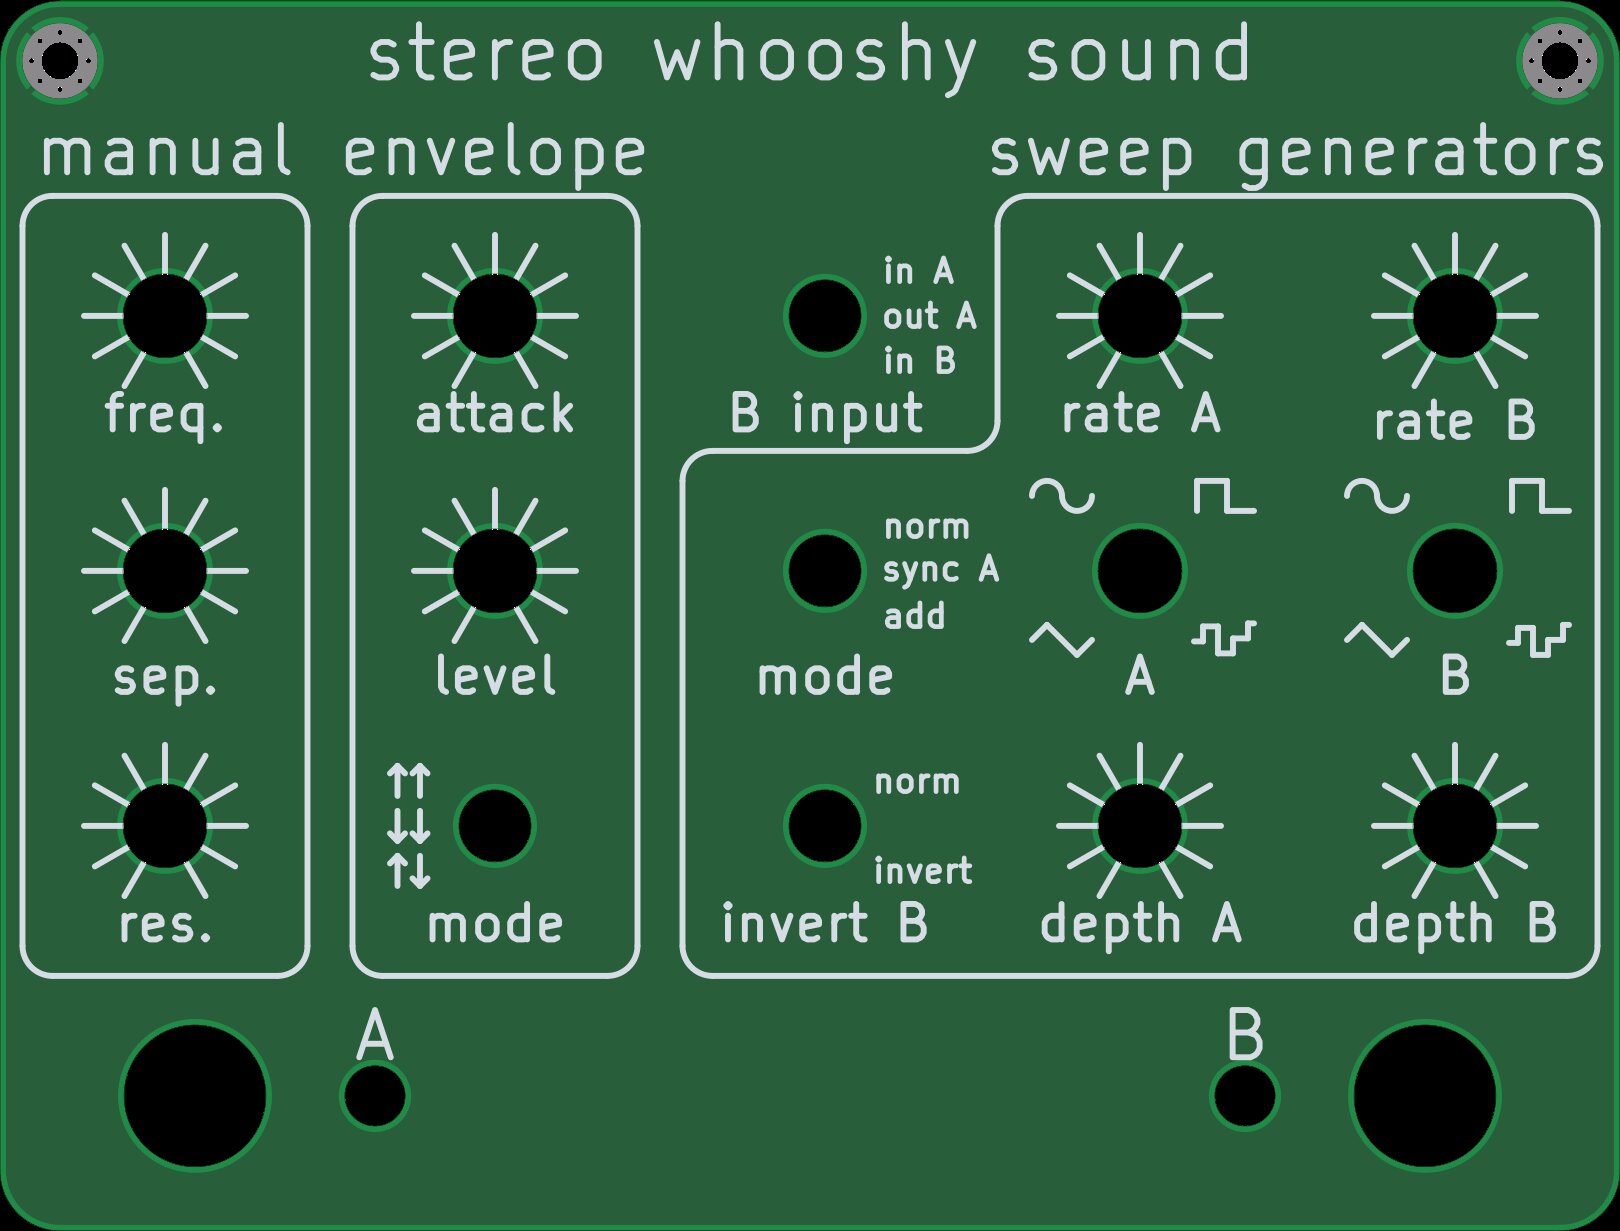 stereo whooshy sound
manual
envelope
sweep generators
in A
out A
in B
freq.
attack
B input
rate A
rate B
norm
sync A
add
sep.
level
mode
A
B
norm
invert
res.
mode
invert B
depth A
depth B
A
B